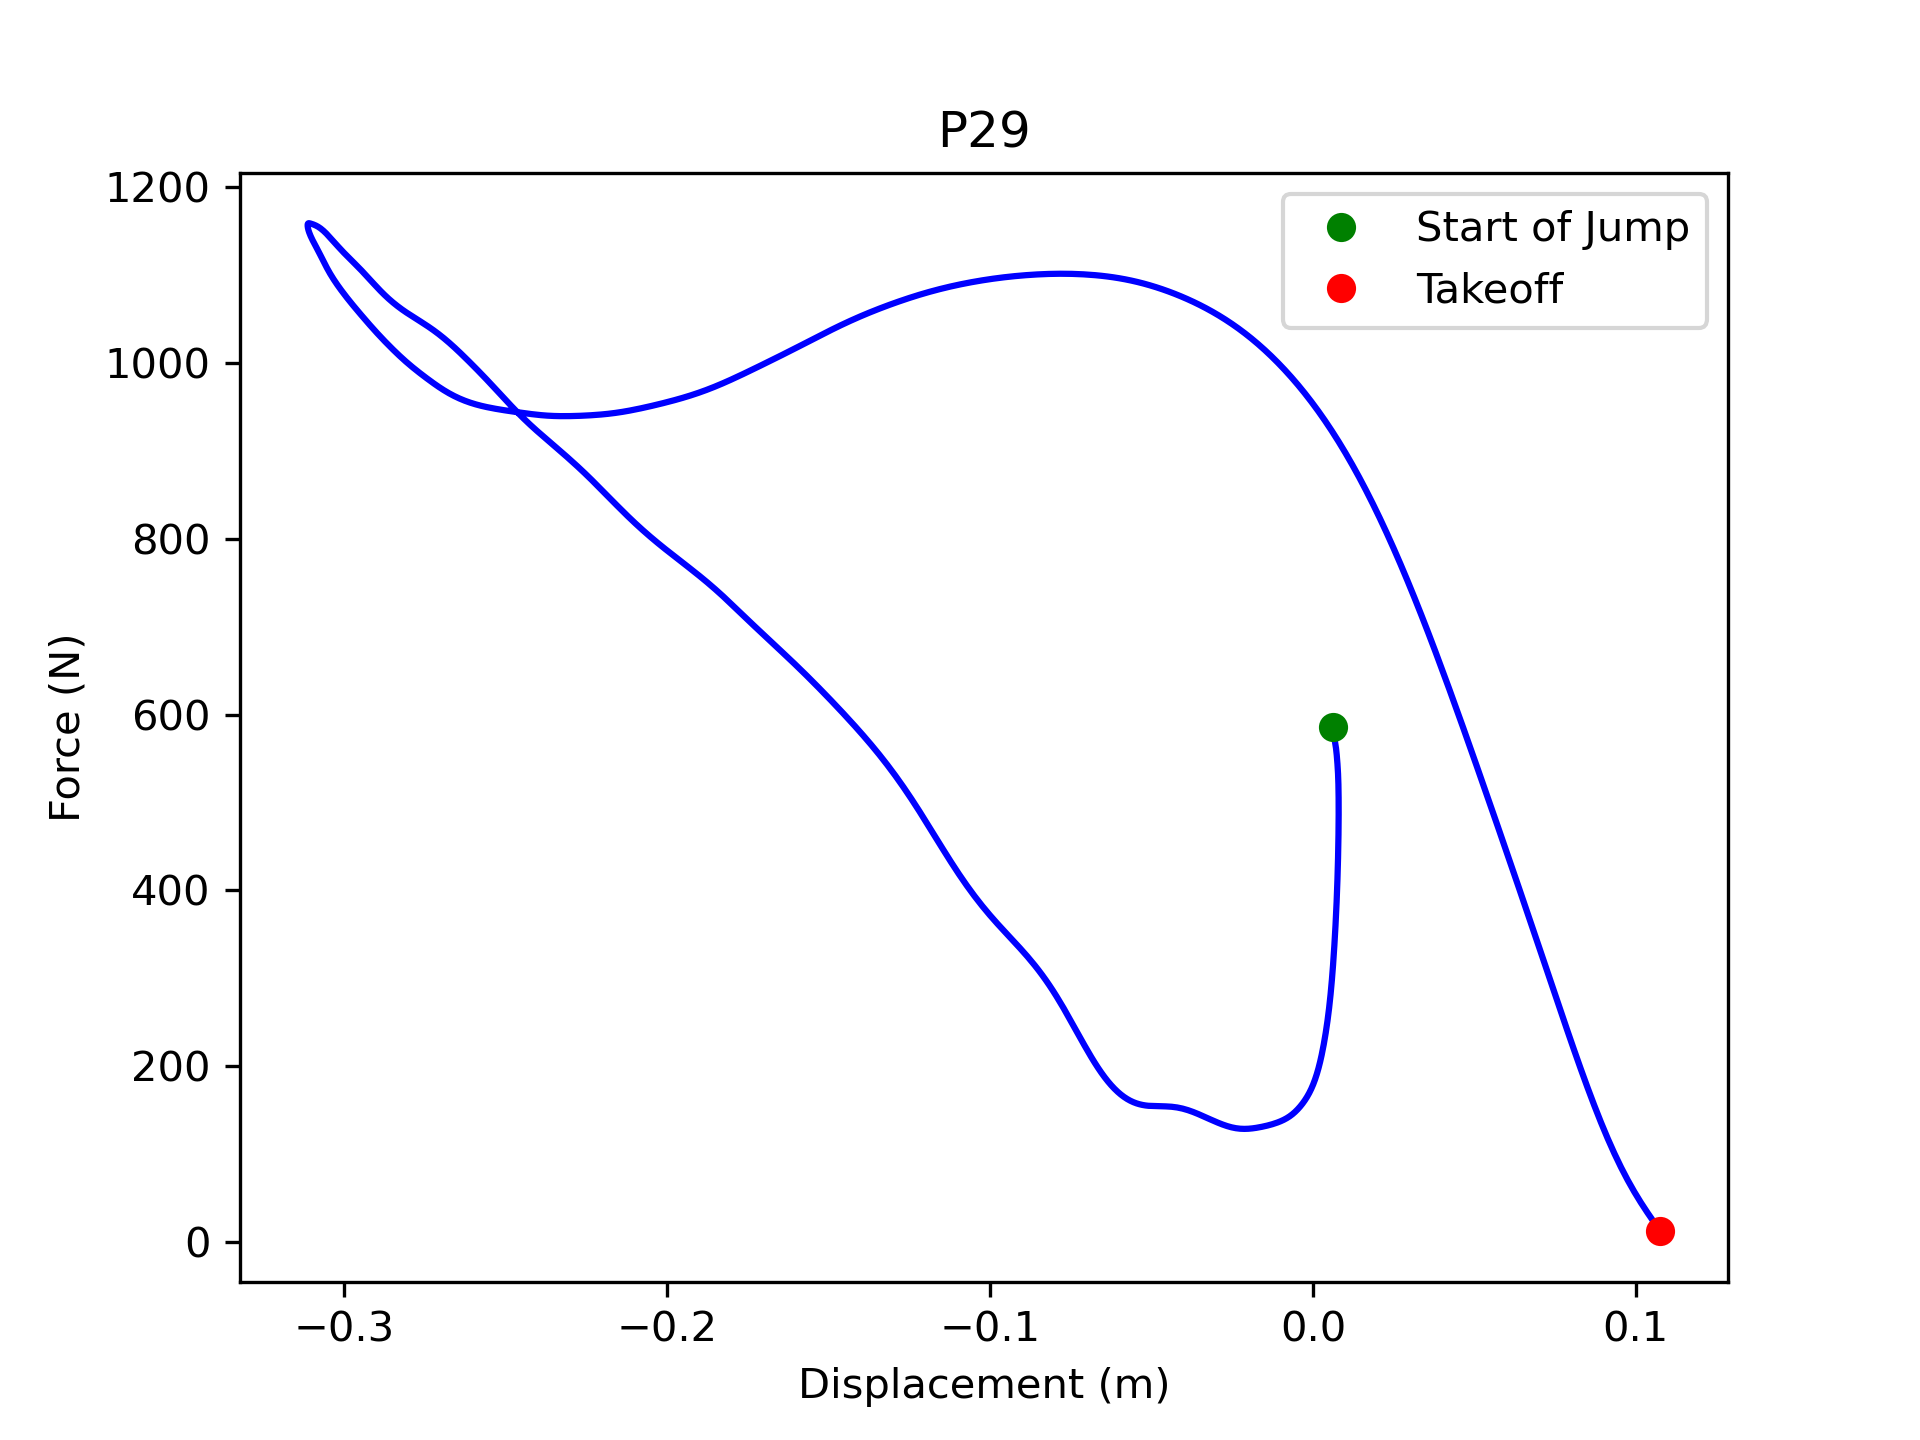 P29
1200
1000
800
600
400
200
0
Force (N)
Start of Jump
Takeoff
−0.3
−0.2
−0.1
0.0
0.1
Displacement (m)